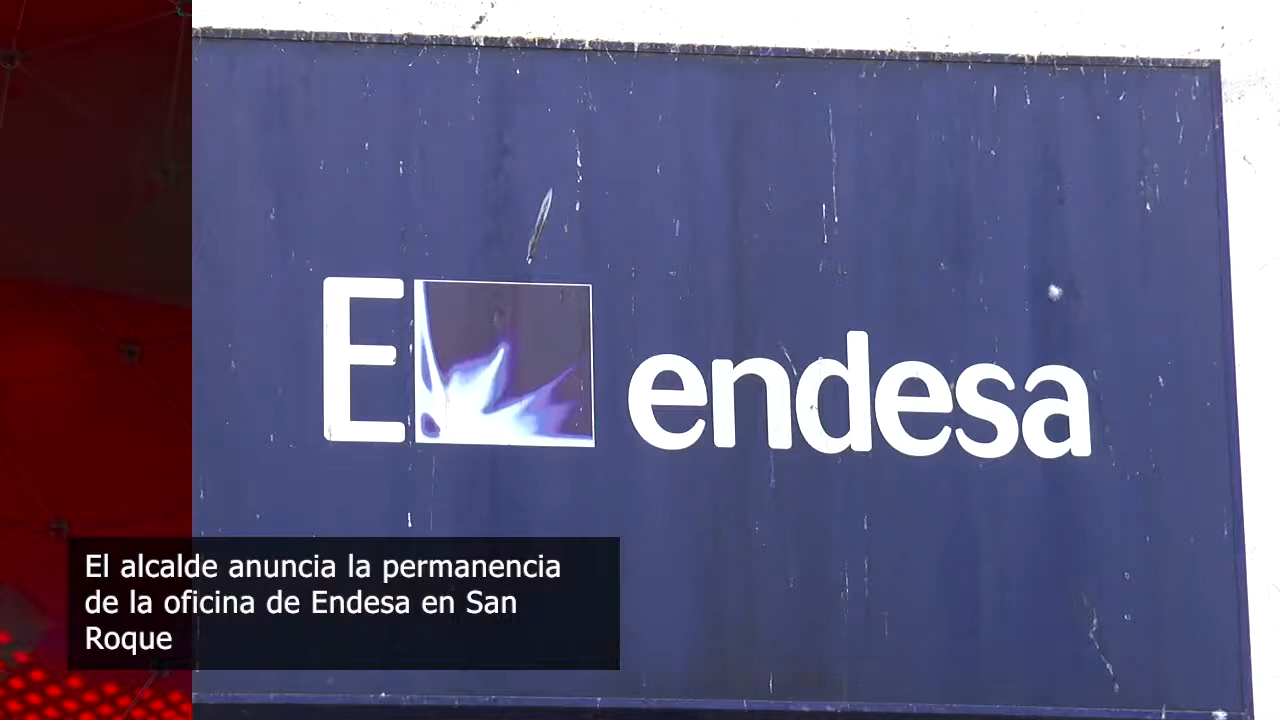 E endesa
El alcalde anuncia la permanencia
de la oficina de Endesa en San
Roque